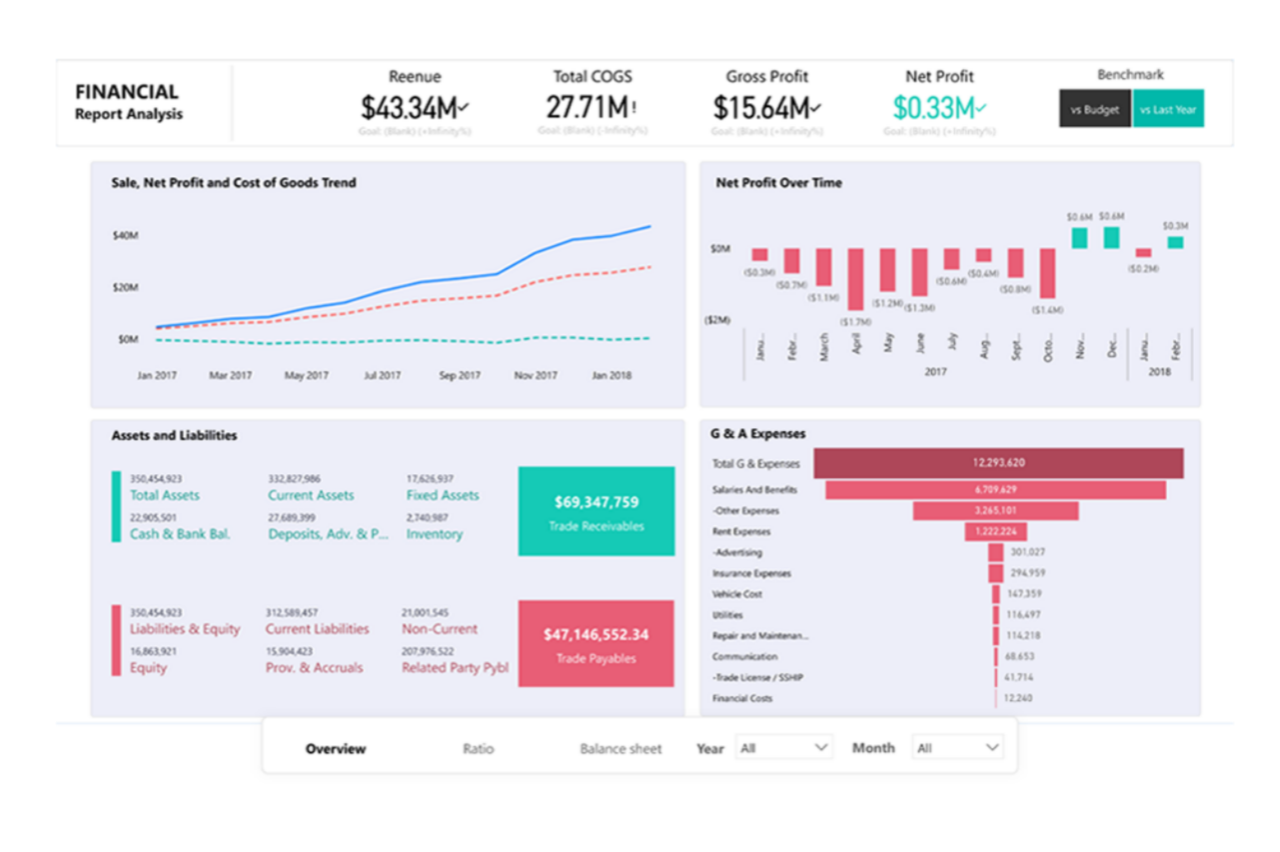 FINANCIAL
Report Analysis
Reenue
$43.34M
Goal: (Blank) (+Infinity%)
Total COGS
27.71M!
Goal: (Blank) (-Infinity%)
Gross Profit
$15.64M
Goal: (Blank) (+Infinity%)
Net Profit
$0.33M
Goal: (Blank) (+Infinity%)
Benchmark
vs Budget
vs Last Year
Sale, Net Profit and Cost of Goods Trend
$40M
$20M
$0M
Jan 2017 Mar 2017 May 2017 Jul 2017 Sep 2017 Nov 2017 Jan 2018
Net Profit Over Time
$0M
($2M)
($0.3M) ($0.7M) ($1.1M) ($1.7M) ($1.2M) ($1.3M) ($0.6M) ($0.4M) ($0.8M) ($1.4M) $0.6M $0.6M ($0.2M) $0.3M
Janu... Febr... March April May June July Aug... Sept... Octo... Nov... Dec... Janu... Febr...
2017 2018
Assets and Liabilities
350,454,923 332,827,986 17,626,937
Total Assets Current Assets Fixed Assets
22,905,501 27,689,399 2,740,987
Cash & Bank Bal. Deposits, Adv. & P... Inventory
$69,347,759
Trade Receivables
350,454,923 312,589,457 21,001,545
Liabilities & Equity Current Liabilities Non-Current
16,863,921 15,904,423 207,976,522
Equity Prov. & Accruals Related Party Pybl
$47,146,552.34
Trade Payables
G & A Expenses
Total G & Expenses 12,293,620
Salaries And Benefits 6,709,629
-Other Expenses 3,265,101
Rent Expenses 1,222,224
-Advertising 301,027
Insurance Expenses 294,959
Vehicle Cost 147,359
Utilities 116,497
Repair and Maintenan... 114,218
Communication 68,653
-Trade License / SSHIP 41,714
Financial Costs 12,240
Overview Ratio Balance sheet Year All Month All